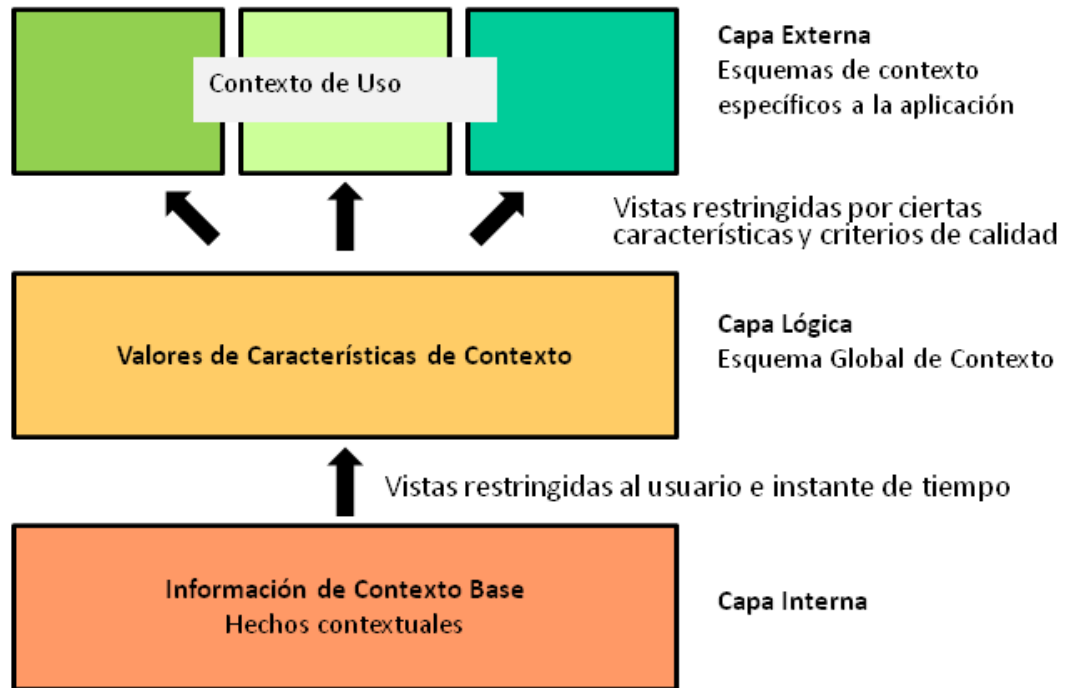 Contexto de Uso
Capa Externa
Esquemas de contexto
específicos a la aplicación
Vistas restringidas por ciertas
características y criterios de calidad
Valores de Características de Contexto
Capa Lógica
Esquema Global de Contexto
Vistas restringidas al usuario e instante de tiempo
Información de Contexto Base
Hechos contextuales
Capa Interna